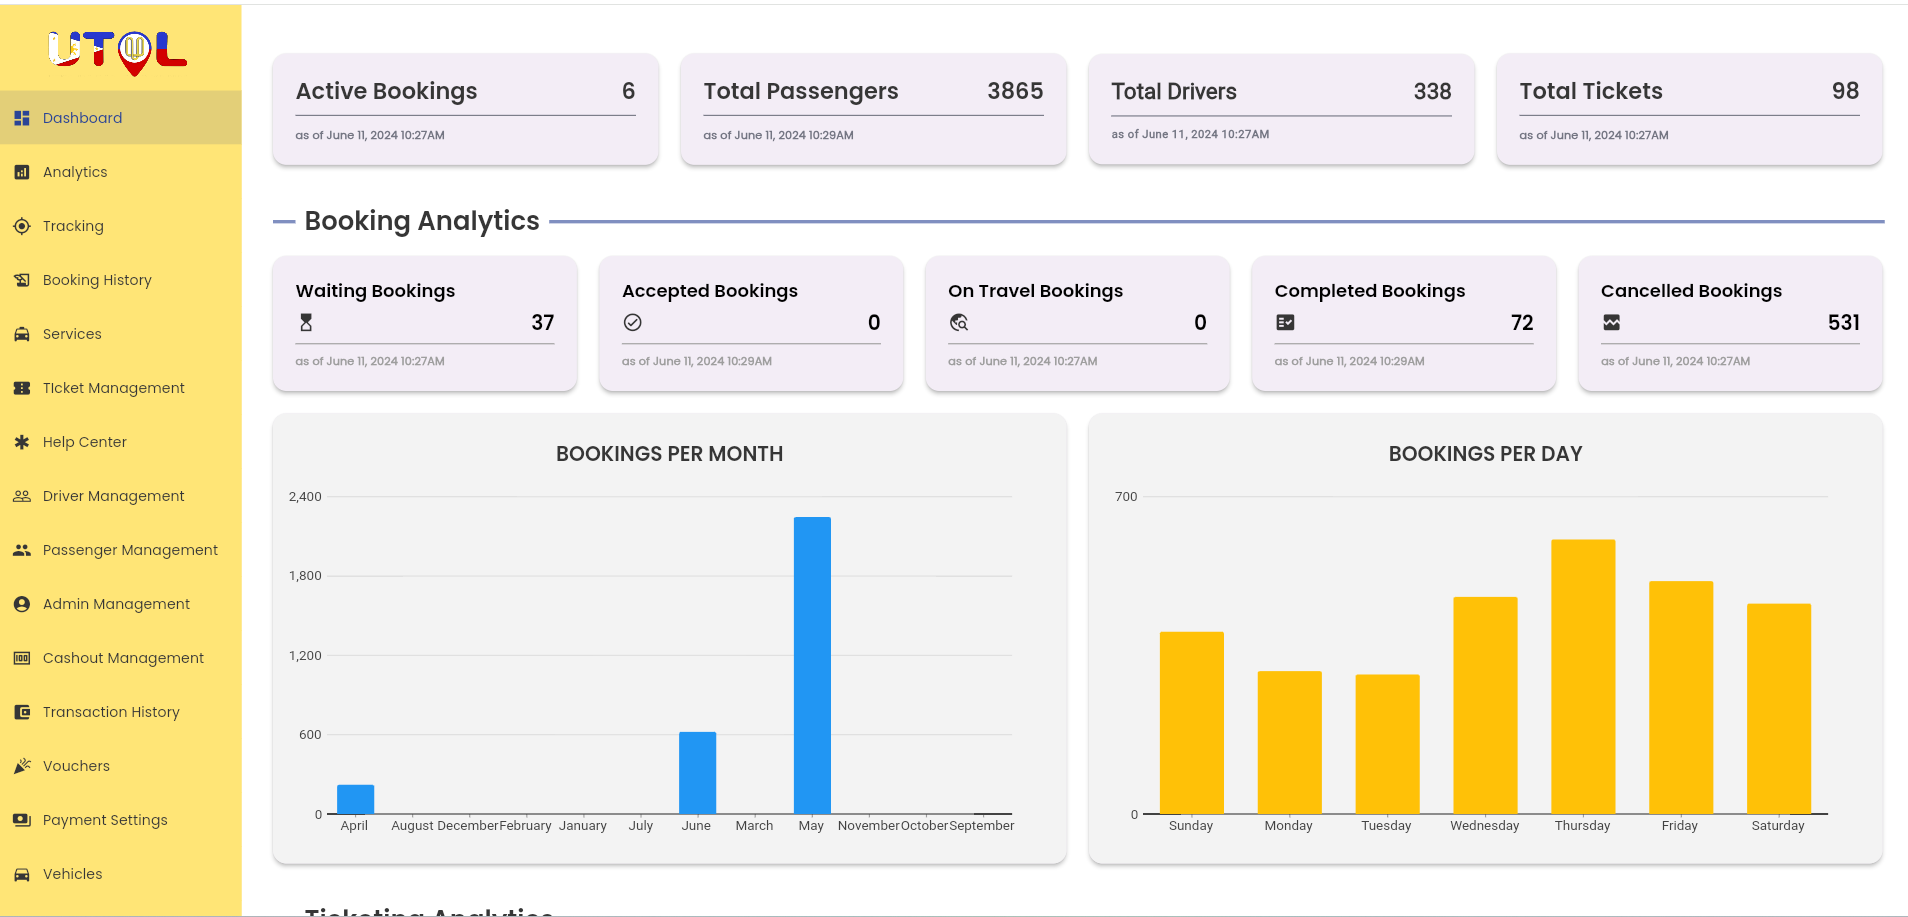 UTOL
Dashboard
Analytics
Tracking
Booking History
Services
TIcket Management
Help Center
Driver Management
Passenger Management
Admin Management
Cashout Management
Transaction History
Vouchers
Payment Settings
Vehicles
Active Bookings 6
as of June 11, 2024 10:27AM
Total Passengers 3865
as of June 11, 2024 10:29AM
Total Drivers 338
as of June 11, 2024 10:27AM
Total Tickets 98
as of June 11, 2024 10:27AM
Booking Analytics
Waiting Bookings
37
as of June 11, 2024 10:27AM
Accepted Bookings
0
as of June 11, 2024 10:29AM
On Travel Bookings
0
as of June 11, 2024 10:27AM
Completed Bookings
72
as of June 11, 2024 10:29AM
Cancelled Bookings
531
as of June 11, 2024 10:27AM
BOOKINGS PER MONTH
2,400
1,800
1,200
600
0
April August December February January July June March May November October September
BOOKINGS PER DAY
700
0
Sunday Monday Tuesday Wednesday Thursday Friday Saturday
Ticketing Analytics